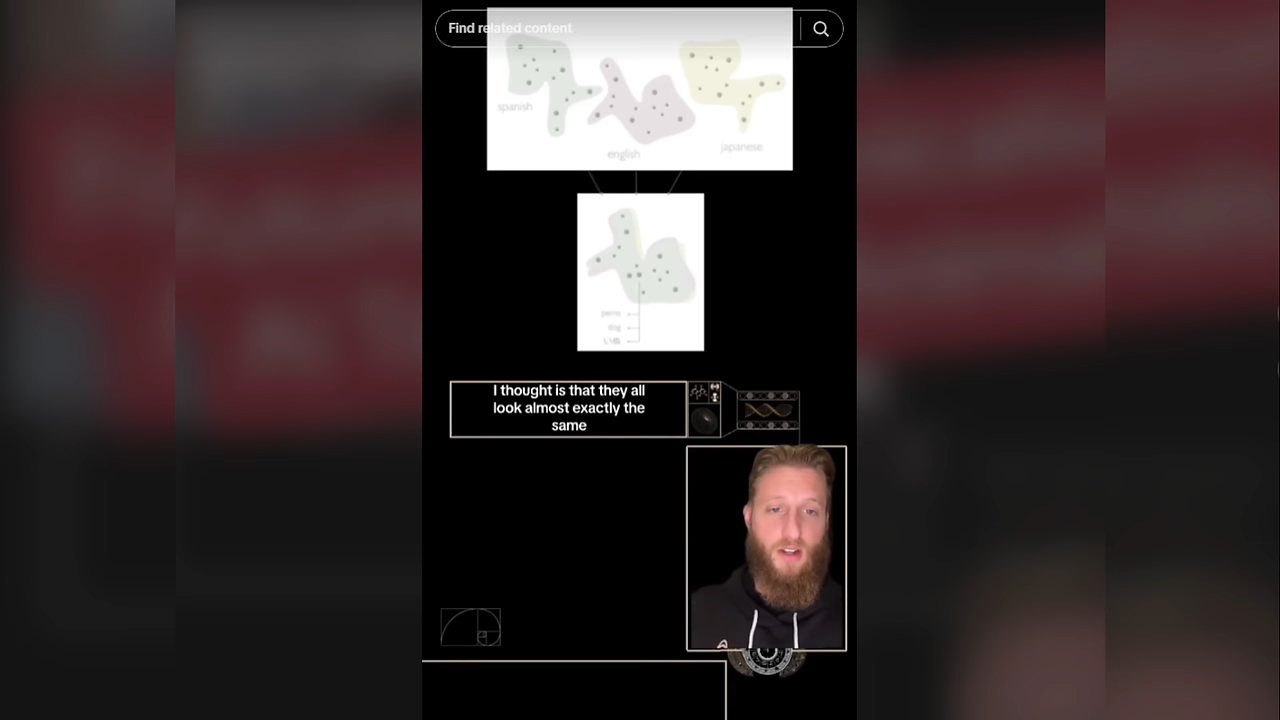 Find related content
spanish
english
japanese
perro
dog
I thought is that they all
look almost exactly the
same